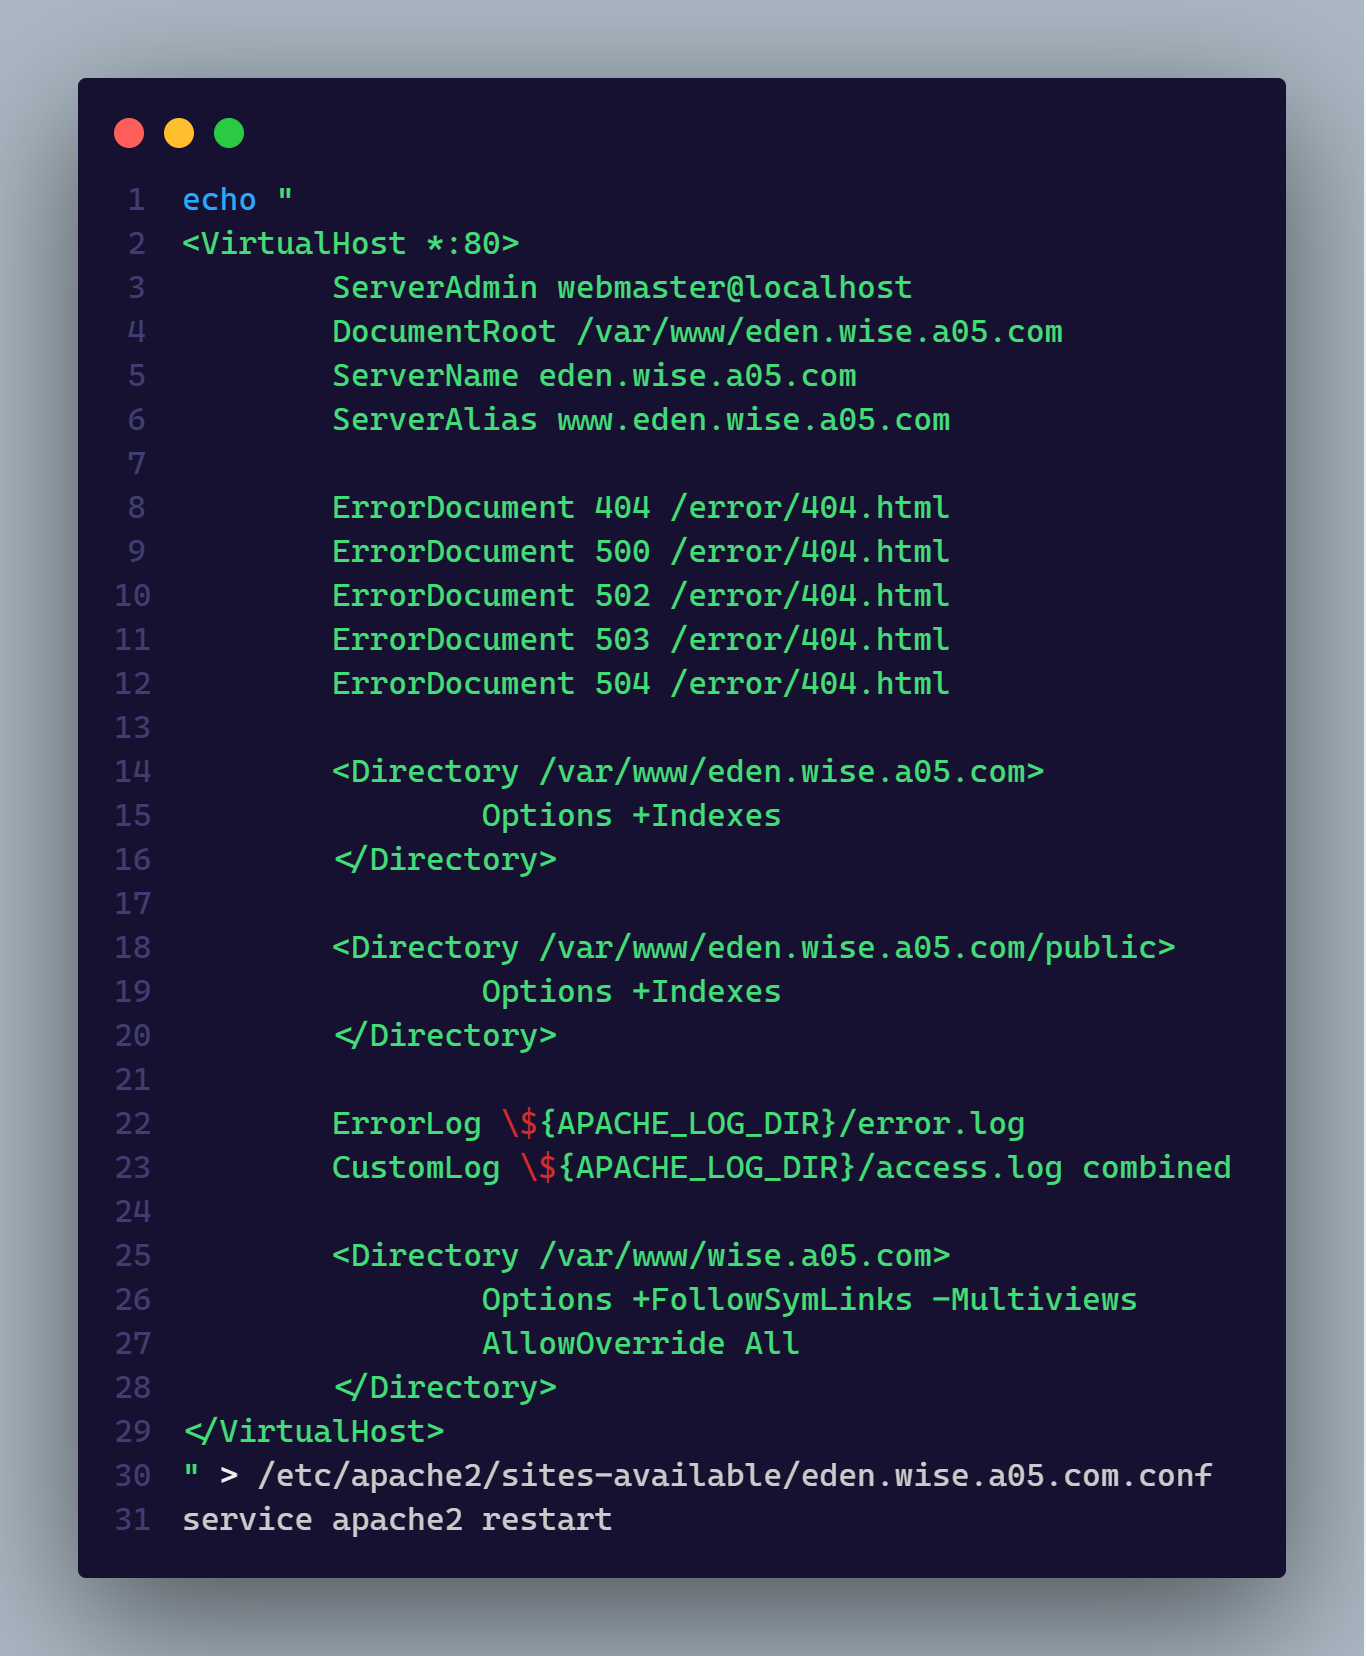 1 echo "
2 <VirtualHost *:80>
3         ServerAdmin webmaster@localhost
4         DocumentRoot /var/www/eden.wise.a05.com
5         ServerName eden.wise.a05.com
6         ServerAlias www.eden.wise.a05.com
7
8         ErrorDocument 404 /error/404.html
9         ErrorDocument 500 /error/404.html
10         ErrorDocument 502 /error/404.html
11         ErrorDocument 503 /error/404.html
12         ErrorDocument 504 /error/404.html
13
14         <Directory /var/www/eden.wise.a05.com>
15                 Options +Indexes
16         </Directory>
17
18         <Directory /var/www/eden.wise.a05.com/public>
19                 Options +Indexes
20         </Directory>
21
22         ErrorLog \${APACHE_LOG_DIR}/error.log
23         CustomLog \${APACHE_LOG_DIR}/access.log combined
24
25         <Directory /var/www/wise.a05.com>
26                 Options +FollowSymLinks -Multiviews
27                 AllowOverride All
28         </Directory>
29 </VirtualHost>
30 " > /etc/apache2/sites-available/eden.wise.a05.com.conf
31 service apache2 restart